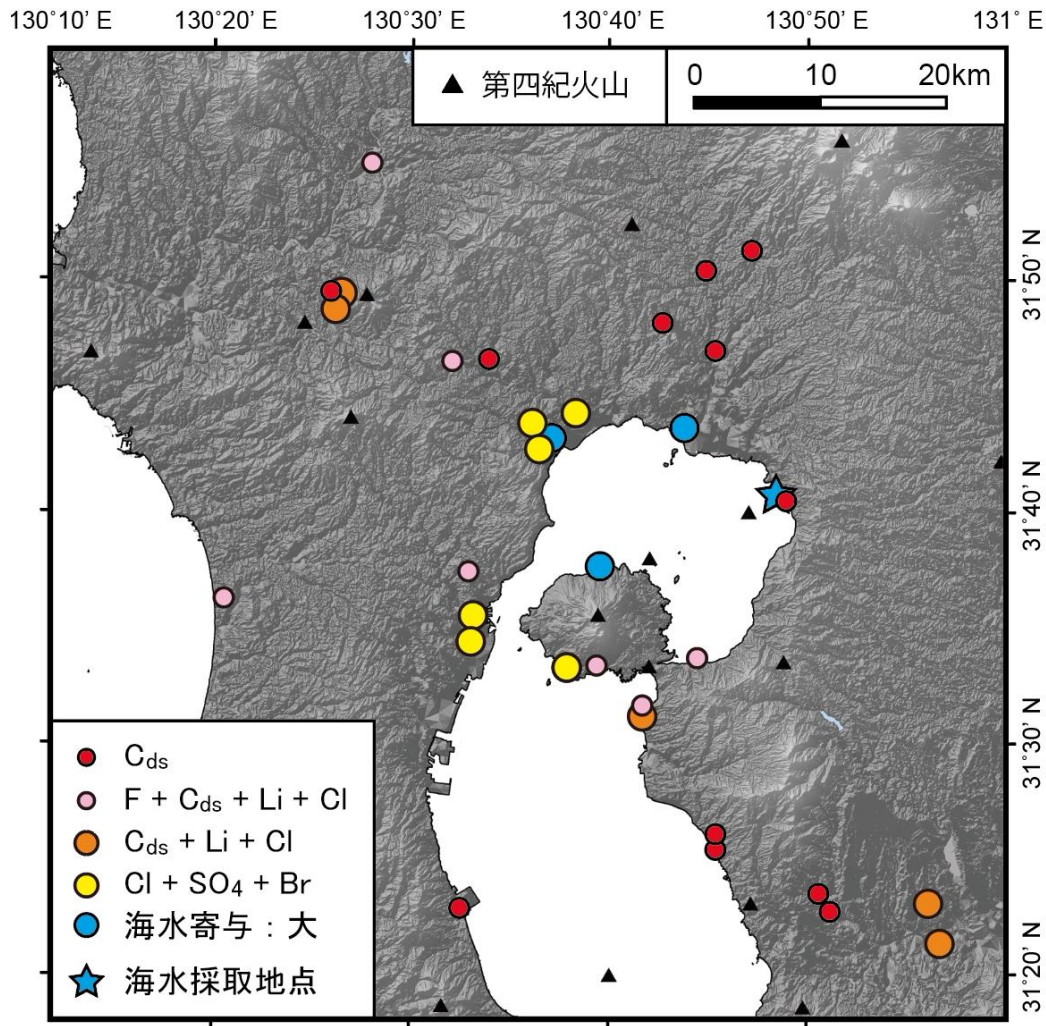 130°20' E
130°30' E
130°40' E
130°50' E
131° E
第四紀火山
0 10 20km
31°50' N
31°40' N
31°30' N
31°20' N
Cds
F + Cds + Li + Cl
Cds + Li + Cl
Cl + SO4 + Br
海水寄与 : 大
海水採取地点